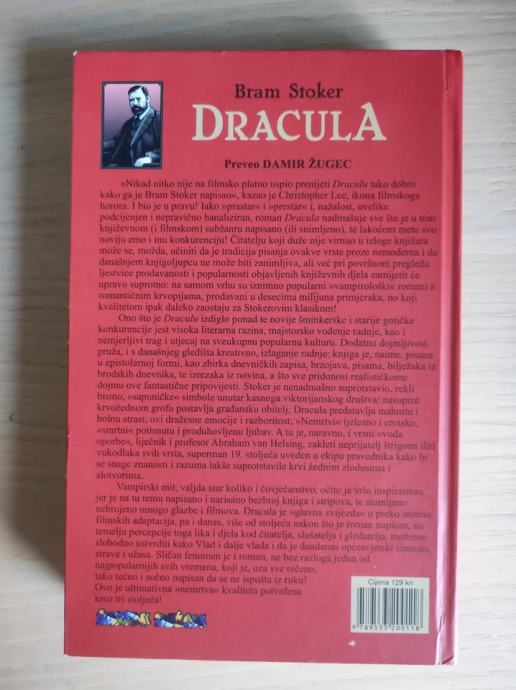 Bram Stoker
DRACULA
Preveo DAMIR ŽUGEC
»Nikad nitko nije na filmsko platno uspio prenijeti Draculu tako dobro
kako ga je Bram Stoker napisao«, kazao je Christopher Lee, ikona filmskoga
horora. I bio je u pravu! Iako »prastar« i »prestar« i, nažalost, uvelike
podcijenjen i nepravično banaliziran, roman Dracula nadmašuje sve što je u tom
književnom (i filmskom) subžanru napisano (ili snimljeno), te lakoćom mete svu
noviju emo i inu konkurenciju! Čitatelju koji duže nije virnuo u izloge knjižara
može se, možda, učiniti da je tradicija pisanja ovakve vrste proze nemoderna i da
današnjem knjigoljupcu ne može biti zanimljiva, ali već pri površnom pregledu
ljestvice prodavanosti i popularnosti objavljenih književnih djela zamijetit će
upravo suprotno: na samom vrhu su iznimno popularni »vampirološki« romani s
romantičnim krvopijama, prodavani u desecima milijuna primjeraka, no koji
kvalitetom ipak daleko zaostaju za Stokerovim klasikom!
Ono što je Draculu izdiglo ponad te novije šminkerske i starije gotičke
konkurencije jest visoka literarna razina, majstorsko vođenje radnje, kao i
nemjerljivi trag i utjecaj na sveukupnu popularnu kulturu. Dodatnu dojmljivost
pruža, i s današnjeg gledišta kreativno, izlaganje radnje: knjiga je, naime, pisana
u epistolarnoj formi, kao zbirka dnevničkih zapisa, brzojava, pisama, bilježaka iz
brodskih dnevnika, te izrezaka iz novina, a što sve pridonosi realističkome
dojmu ove fantastične pripovijesti. Stoker je nenadmašno suprotstavio, rekli
bismo, »sapuničke« simbole unutar kasnoga viktorijanskog društva: nasuprot
krvožednom grofu postavlja građansku obitelj; Dracula predstavlja mahnitu i
bolnu strast, ovi dražesne emocije i razboritost; »Nemrtvi« tjelesno i erotsko,
»smrtni« potisnutu i produhovljenu ljubav. A tu je, naravno, i vrsni »vođa
oporbe«, liječnik i profesor Abraham van Helsing, zakleti neprijatelj štrigona iliti
vukodlaka svih vrsta, superman 19. stoljeća uveden u ekipu pravednika kako bi
se snage znanosti i razuma lakše suprotstavile krvi žednim zlodusima i
zlotvorima.
Vampirski mit, valjda star koliko i čovječanstvo, očito je vrlo inspirativan
jer je na tu temu napisano i narisano bezbroj knjiga i stripova, te snimljeno
nebrojeno mnogo glazbe i filmova. Dracula je »glavna zvijezda« u preko stotinu
filmskih adaptacija, pa i danas, više od stoljeća nakon što je roman napisan, na
temelju percepcije toga lika i djela kod čitatelja, slušatelja i gledatelja, možemo
slobodno ustvrditi kako Vlad i dalje vlada i da je dandanas općesvjetski sinonim
strave i užasa. Sličan fenomen je i roman, ne bez razloga jedan od
najpopularnijih svih vremena, koji je, uza sve rečeno,
tako tečno i sočno napisan da se ne ispušta iz ruku!
Ovo je ultimativna »nemrtva« kvaliteta potvrđena
kroz tri stoljeća!
Cijena 129 kn
9 789533 200118